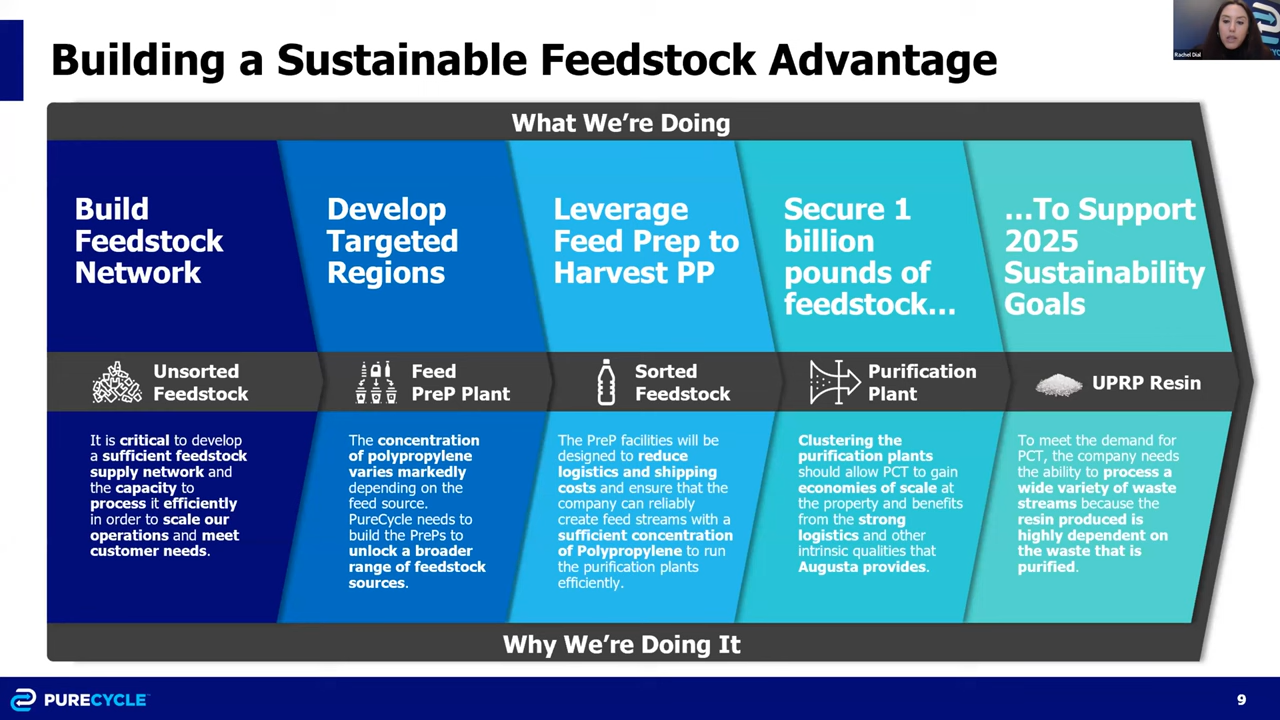 Building a Sustainable Feedstock Advantage
Rachel Dial
What We're Doing
Build
Feedstock
Network
Develop
Targeted
Regions
Leverage
Feed Prep to
Harvest PP
Secure 1
billion
pounds of
feedstock...
...To Support
2025
Sustainability
Goals
Unsorted
Feedstock
Feed
PreP Plant
Sorted
Feedstock
Purification
Plant
UPRP Resin
It is critical to develop
a sufficient feedstock
supply network and
the capacity to
process it efficiently
in order to scale our
operations and meet
customer needs.
The concentration
of polypropylene
varies markedly
depending on the
feed source.
PureCycle needs to
build the PrePs to
unlock a broader
range of feedstock
sources.
The PreP facilities will be
designed to reduce
logistics and shipping
costs and ensure that the
company can reliably
create feed streams with a
sufficient concentration
of Polypropylene to run
the purification plants
efficiently.
Clustering the
purification plants
should allow PCT to gain
economies of scale at
the property and benefits
from the strong
logistics and other
intrinsic qualities that
Augusta provides.
To meet the demand for
PCT, the company needs
the ability to process a
wide variety of waste
streams because the
resin produced is
highly dependent on
the waste that is
purified.
Why We're Doing It
PURECYCLE
9